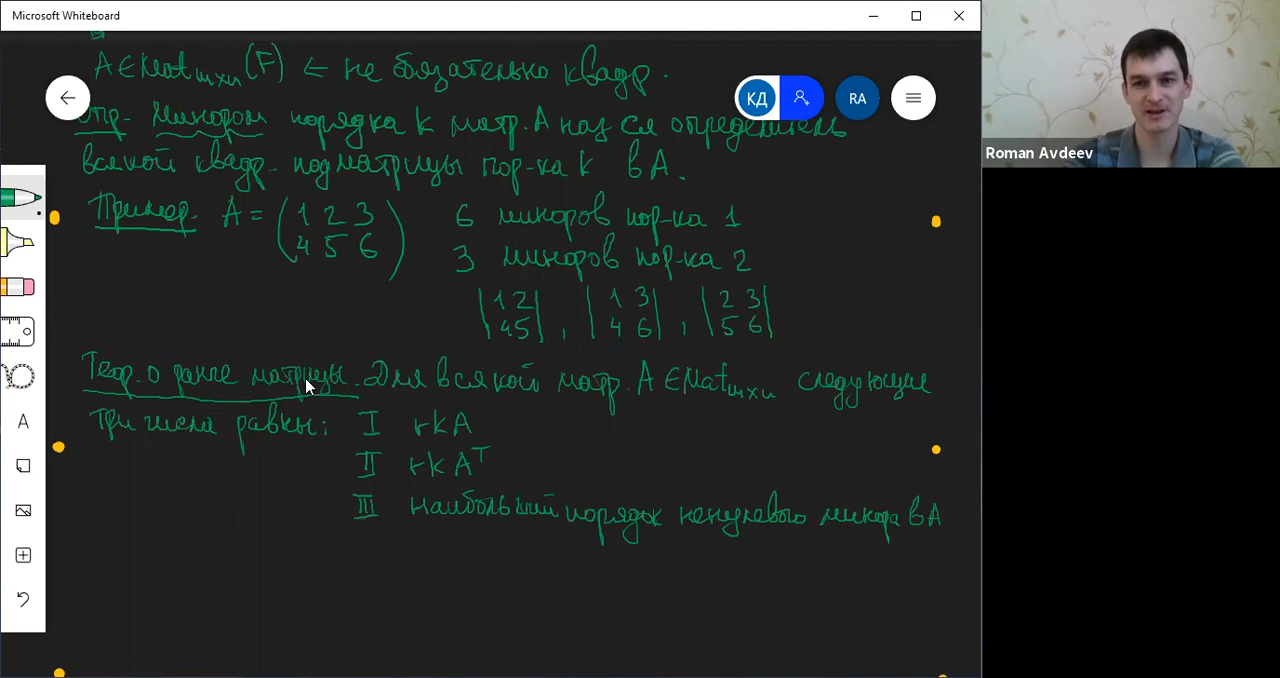 Microsoft Whiteboard
A ∈ Mat m×n (F) ← не обязательно квадр.
КД
RA
Опр. Минором порядка k матр. A наз-ся определитель
всякой квадр. подматрицы пор-ка k в A.
Roman Avdeev
Пример. A = (1 2 3 6 миноров пор-ка 1
4 5 6) 3 миноров пор-ка 2
|1 2 |1 3 |2 3
4 5|, 4 6|, 5 6|
Теор. о ранге матрицы. Для всякой матр. A ∈ Mat m×n следующие
три числа равны: I rk A
II rk Aᵀ
III наибольший порядок ненулевого минора в A
A